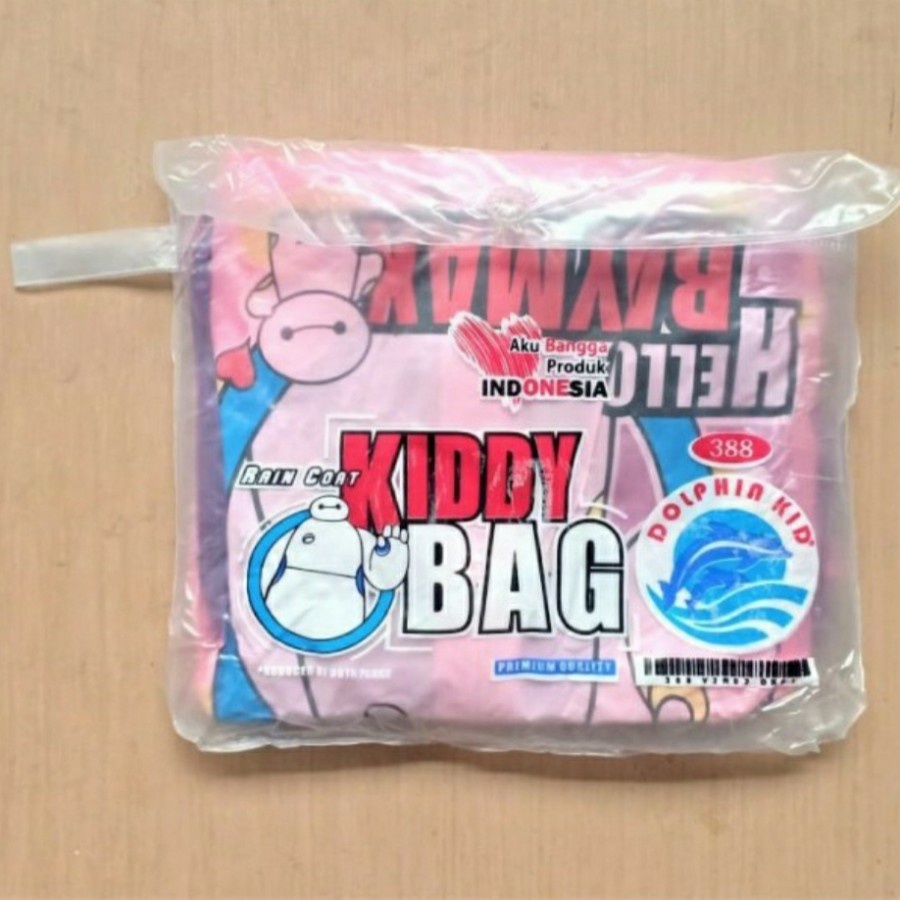 HELLO
BAYMAX
Aku Bangga
Produk
INDONESIA
388
RAIN COAT
KIDDY
BAG
DOLPHIN KID
PREMIUM QUALITY